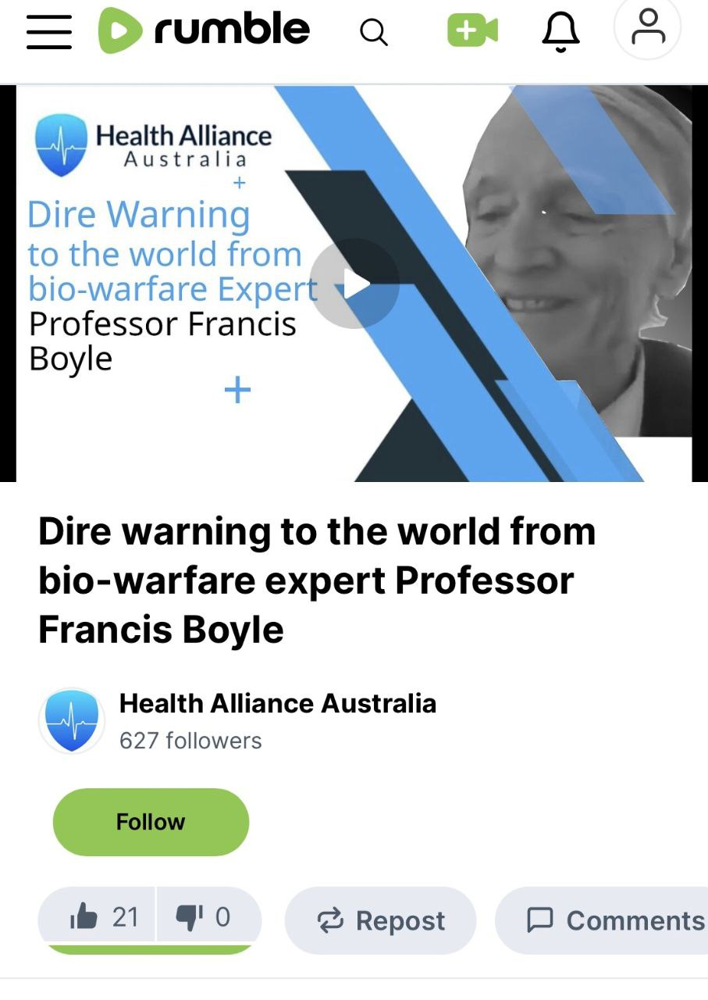 rumble
Health Alliance
Australia
Dire Warning
to the world from
bio-warfare Expert
Professor Francis
Boyle
Dire warning to the world from
bio-warfare expert Professor
Francis Boyle
Health Alliance Australia
627 followers
Follow
21
0
Repost
Comments